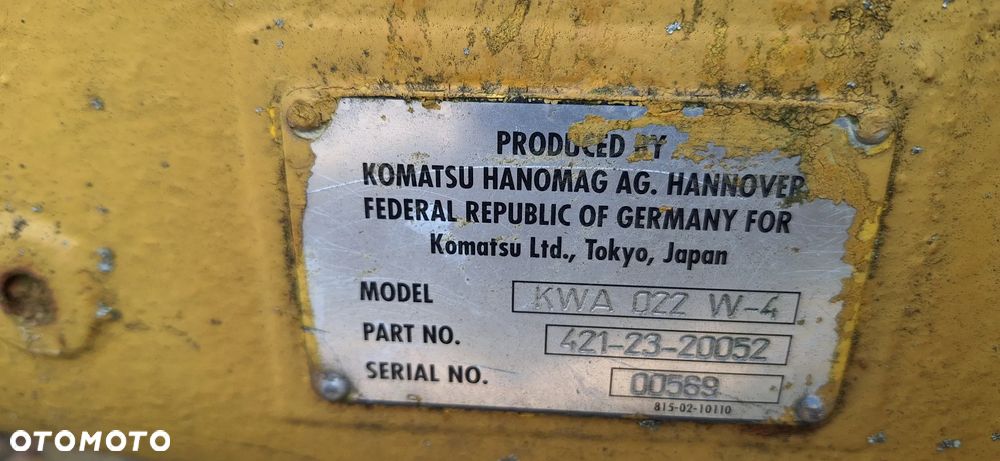 PRODUCED BY
KOMATSU HANOMAG AG. HANNOVER
FEDERAL REPUBLIC OF GERMANY FOR
Komatsu Ltd., Tokyo, Japan
MODEL KWA 022 W-4
PART NO. 421-23-20052
SERIAL NO. 00569
815-02-10110
OTOMOTO